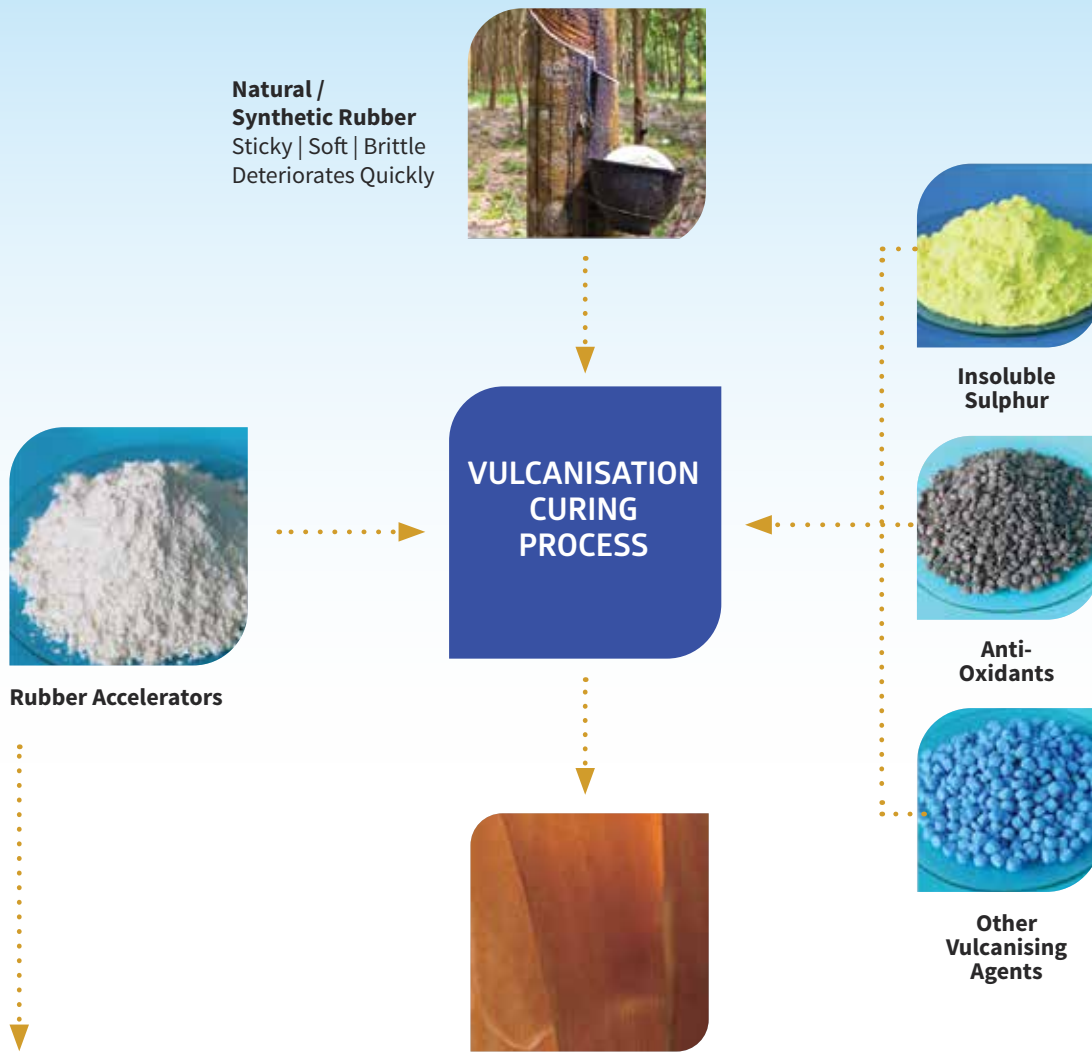 Natural /
Synthetic Rubber
Sticky | Soft | Brittle
Deteriorates Quickly
Insoluble
Sulphur
VULCANISATION
CURING
PROCESS
Anti-
Oxidants
Rubber Accelerators
Other
Vulcanising
Agents